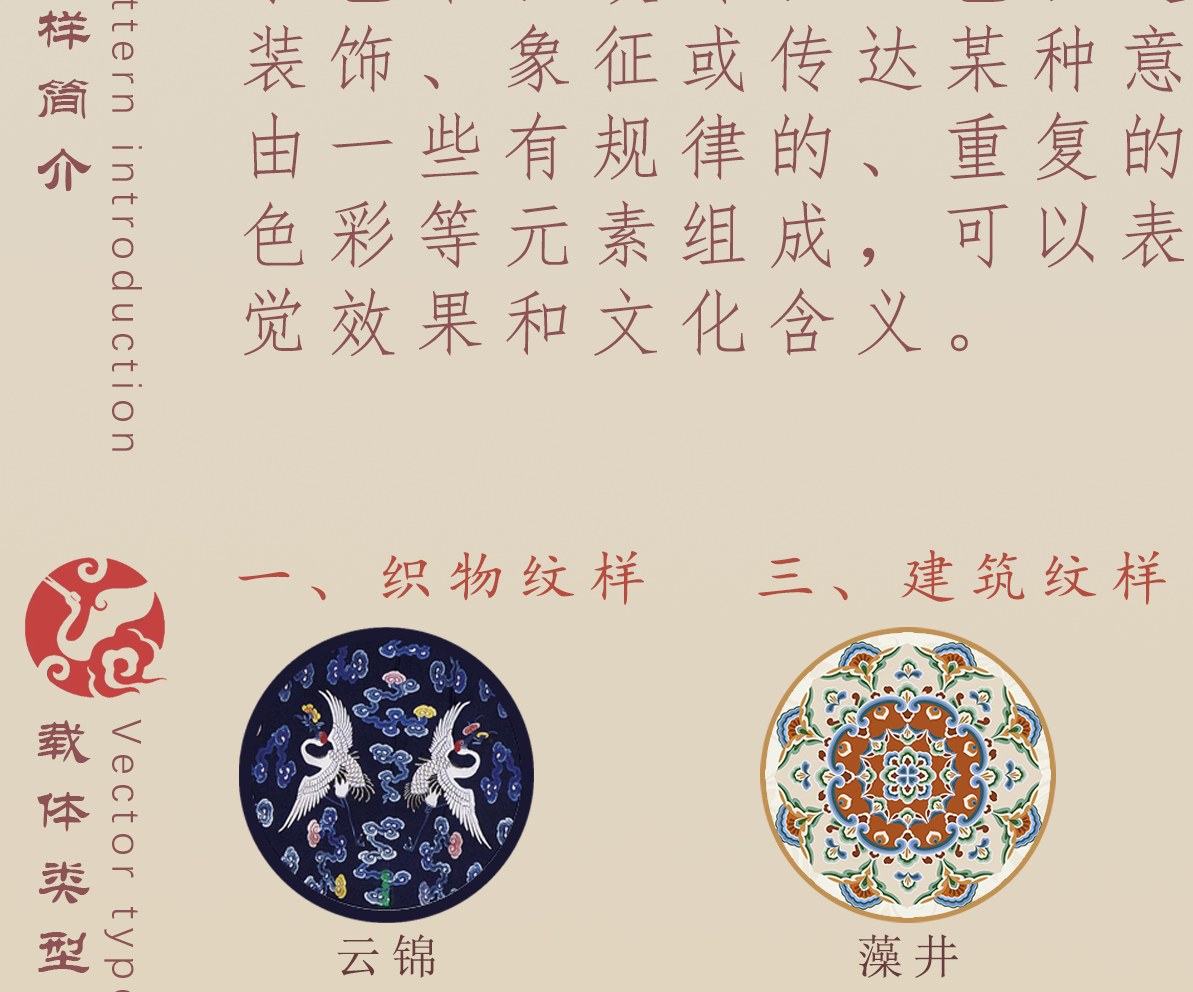 样简介
ttern introduction
装饰、象征或传达某种意
由一些有规律的、重复的
色彩等元素组成，可以表
觉效果和文化含义。
载体类型
Vector typ
一、织物纹样
云锦
三、建筑纹样
藻井